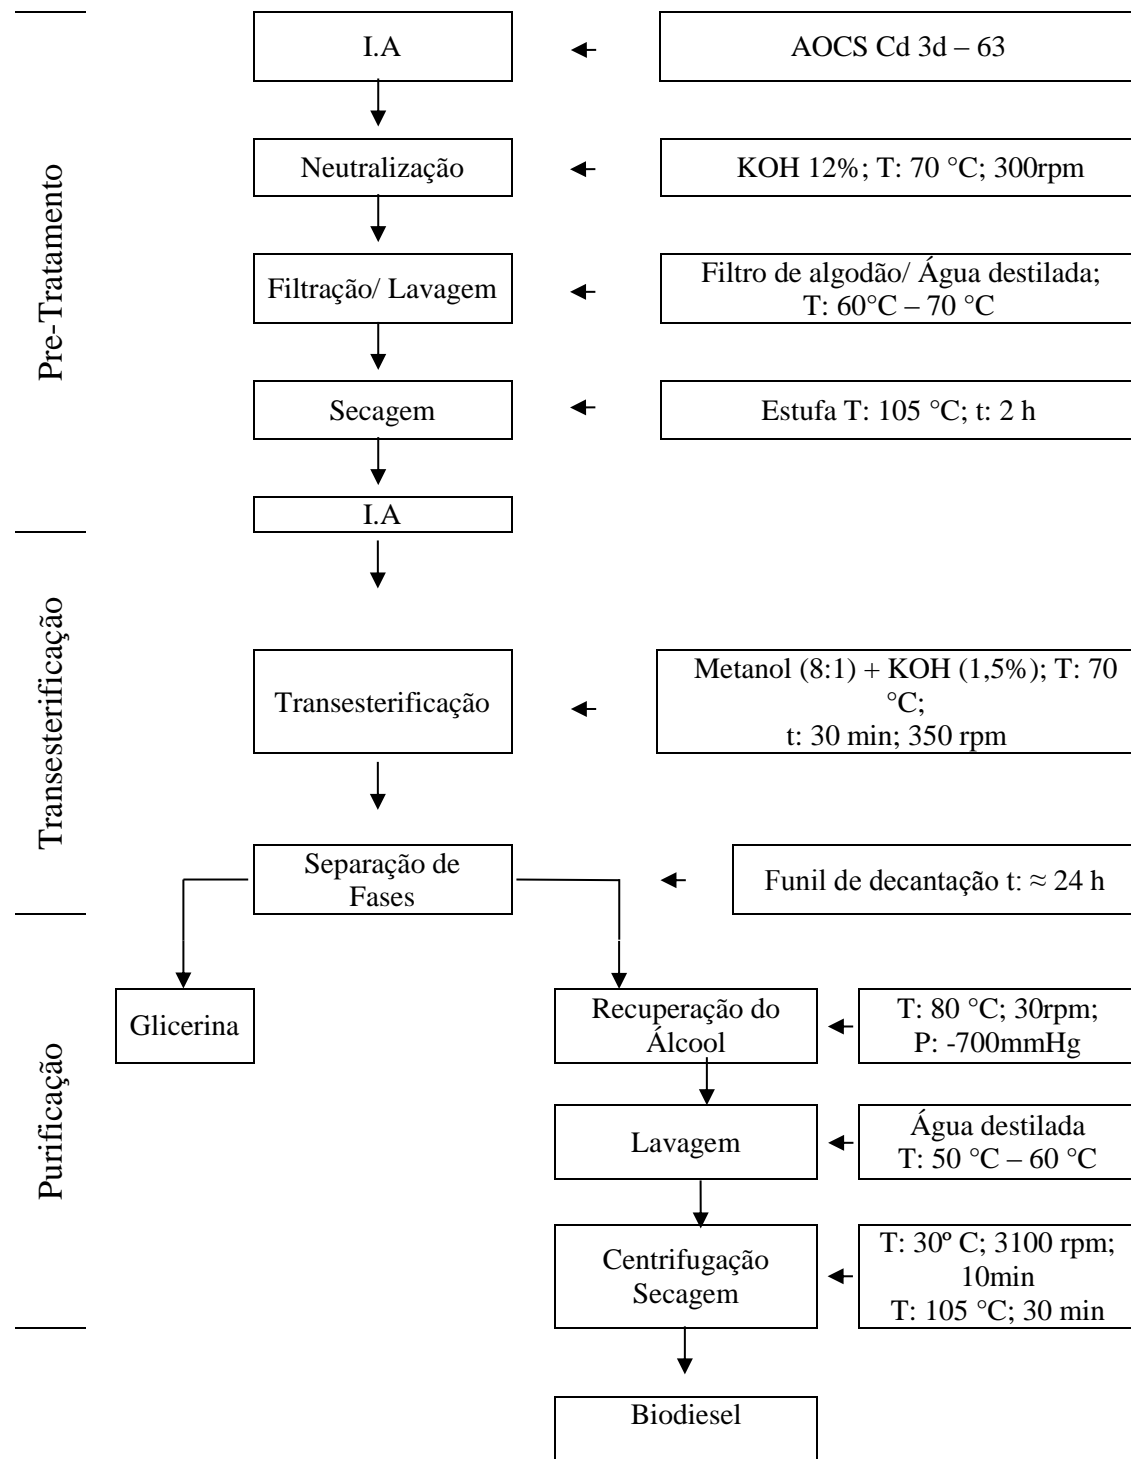 Pre-Tratamento
I.A
AOCS Cd 3d – 63
Neutralização
KOH 12%; T: 70 °C; 300rpm
Filtração/ Lavagem
Filtro de algodão/ Água destilada;
T: 60°C – 70 °C
Secagem
Estufa T: 105 °C; t: 2 h
I.A
Transesterificação
Transesterificação
Metanol (8:1) + KOH (1,5%); T: 70
°C;
t: 30 min; 350 rpm
Separação de
Fases
Funil de decantação t: ≈ 24 h
Purificação
Glicerina
Recuperação do
Álcool
T: 80 °C; 30rpm;
P: -700mmHg
Lavagem
Água destilada
T: 50 °C – 60 °C
Centrifugação
Secagem
T: 30º C; 3100 rpm;
10min
T: 105 °C; 30 min
Biodiesel